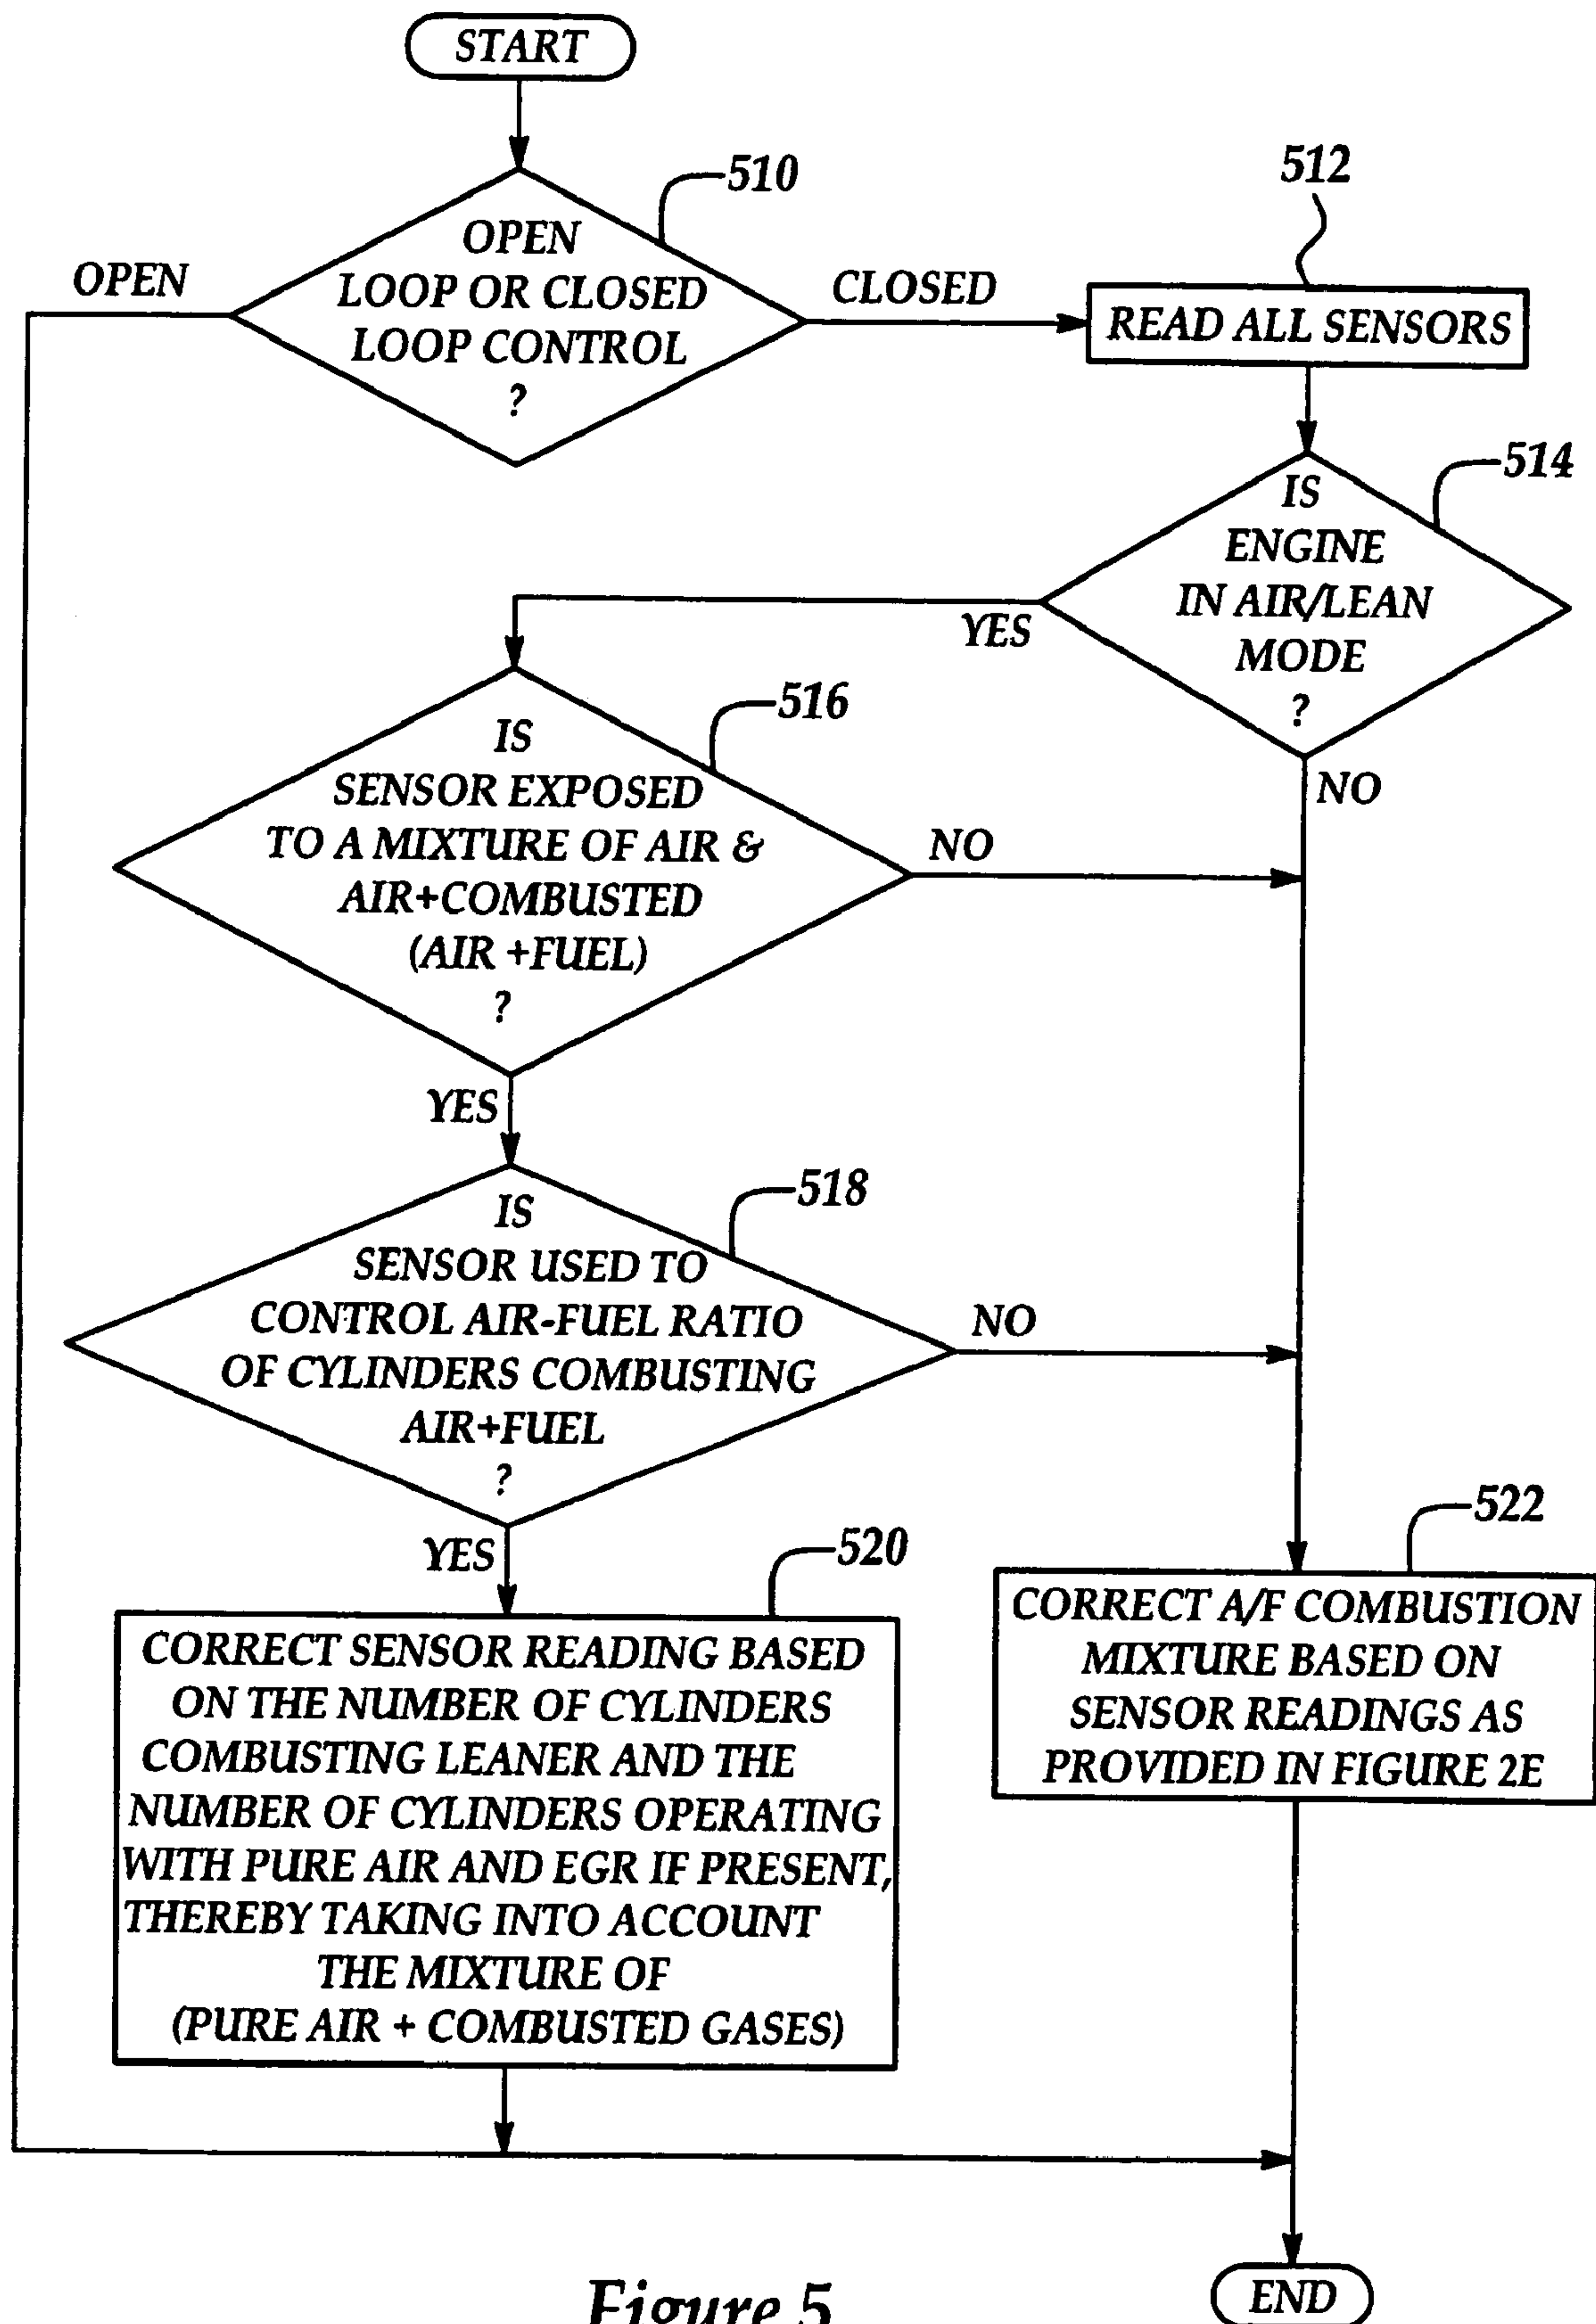 START
510
OPEN
LOOP OR CLOSED
LOOP CONTROL
?
OPEN
CLOSED
512
READ ALL SENSORS
514
IS
ENGINE
IN AIR/LEAN
MODE
?
YES
NO
516
IS
SENSOR EXPOSED
TO A MIXTURE OF AIR &
AIR+COMBUSTED
(AIR +FUEL)
?
NO
YES
518
IS
SENSOR USED TO
CONTROL AIR-FUEL RATIO
OF CYLINDERS COMBUSTING
AIR+FUEL
?
NO
YES
520
CORRECT SENSOR READING BASED
ON THE NUMBER OF CYLINDERS
COMBUSTING LEANER AND THE
NUMBER OF CYLINDERS OPERATING
WITH PURE AIR AND EGR IF PRESENT,
THEREBY TAKING INTO ACCOUNT
THE MIXTURE OF
(PURE AIR + COMBUSTED GASES)
522
CORRECT A/F COMBUSTION
MIXTURE BASED ON
SENSOR READINGS AS
PROVIDED IN FIGURE 2E
END
Figure 5